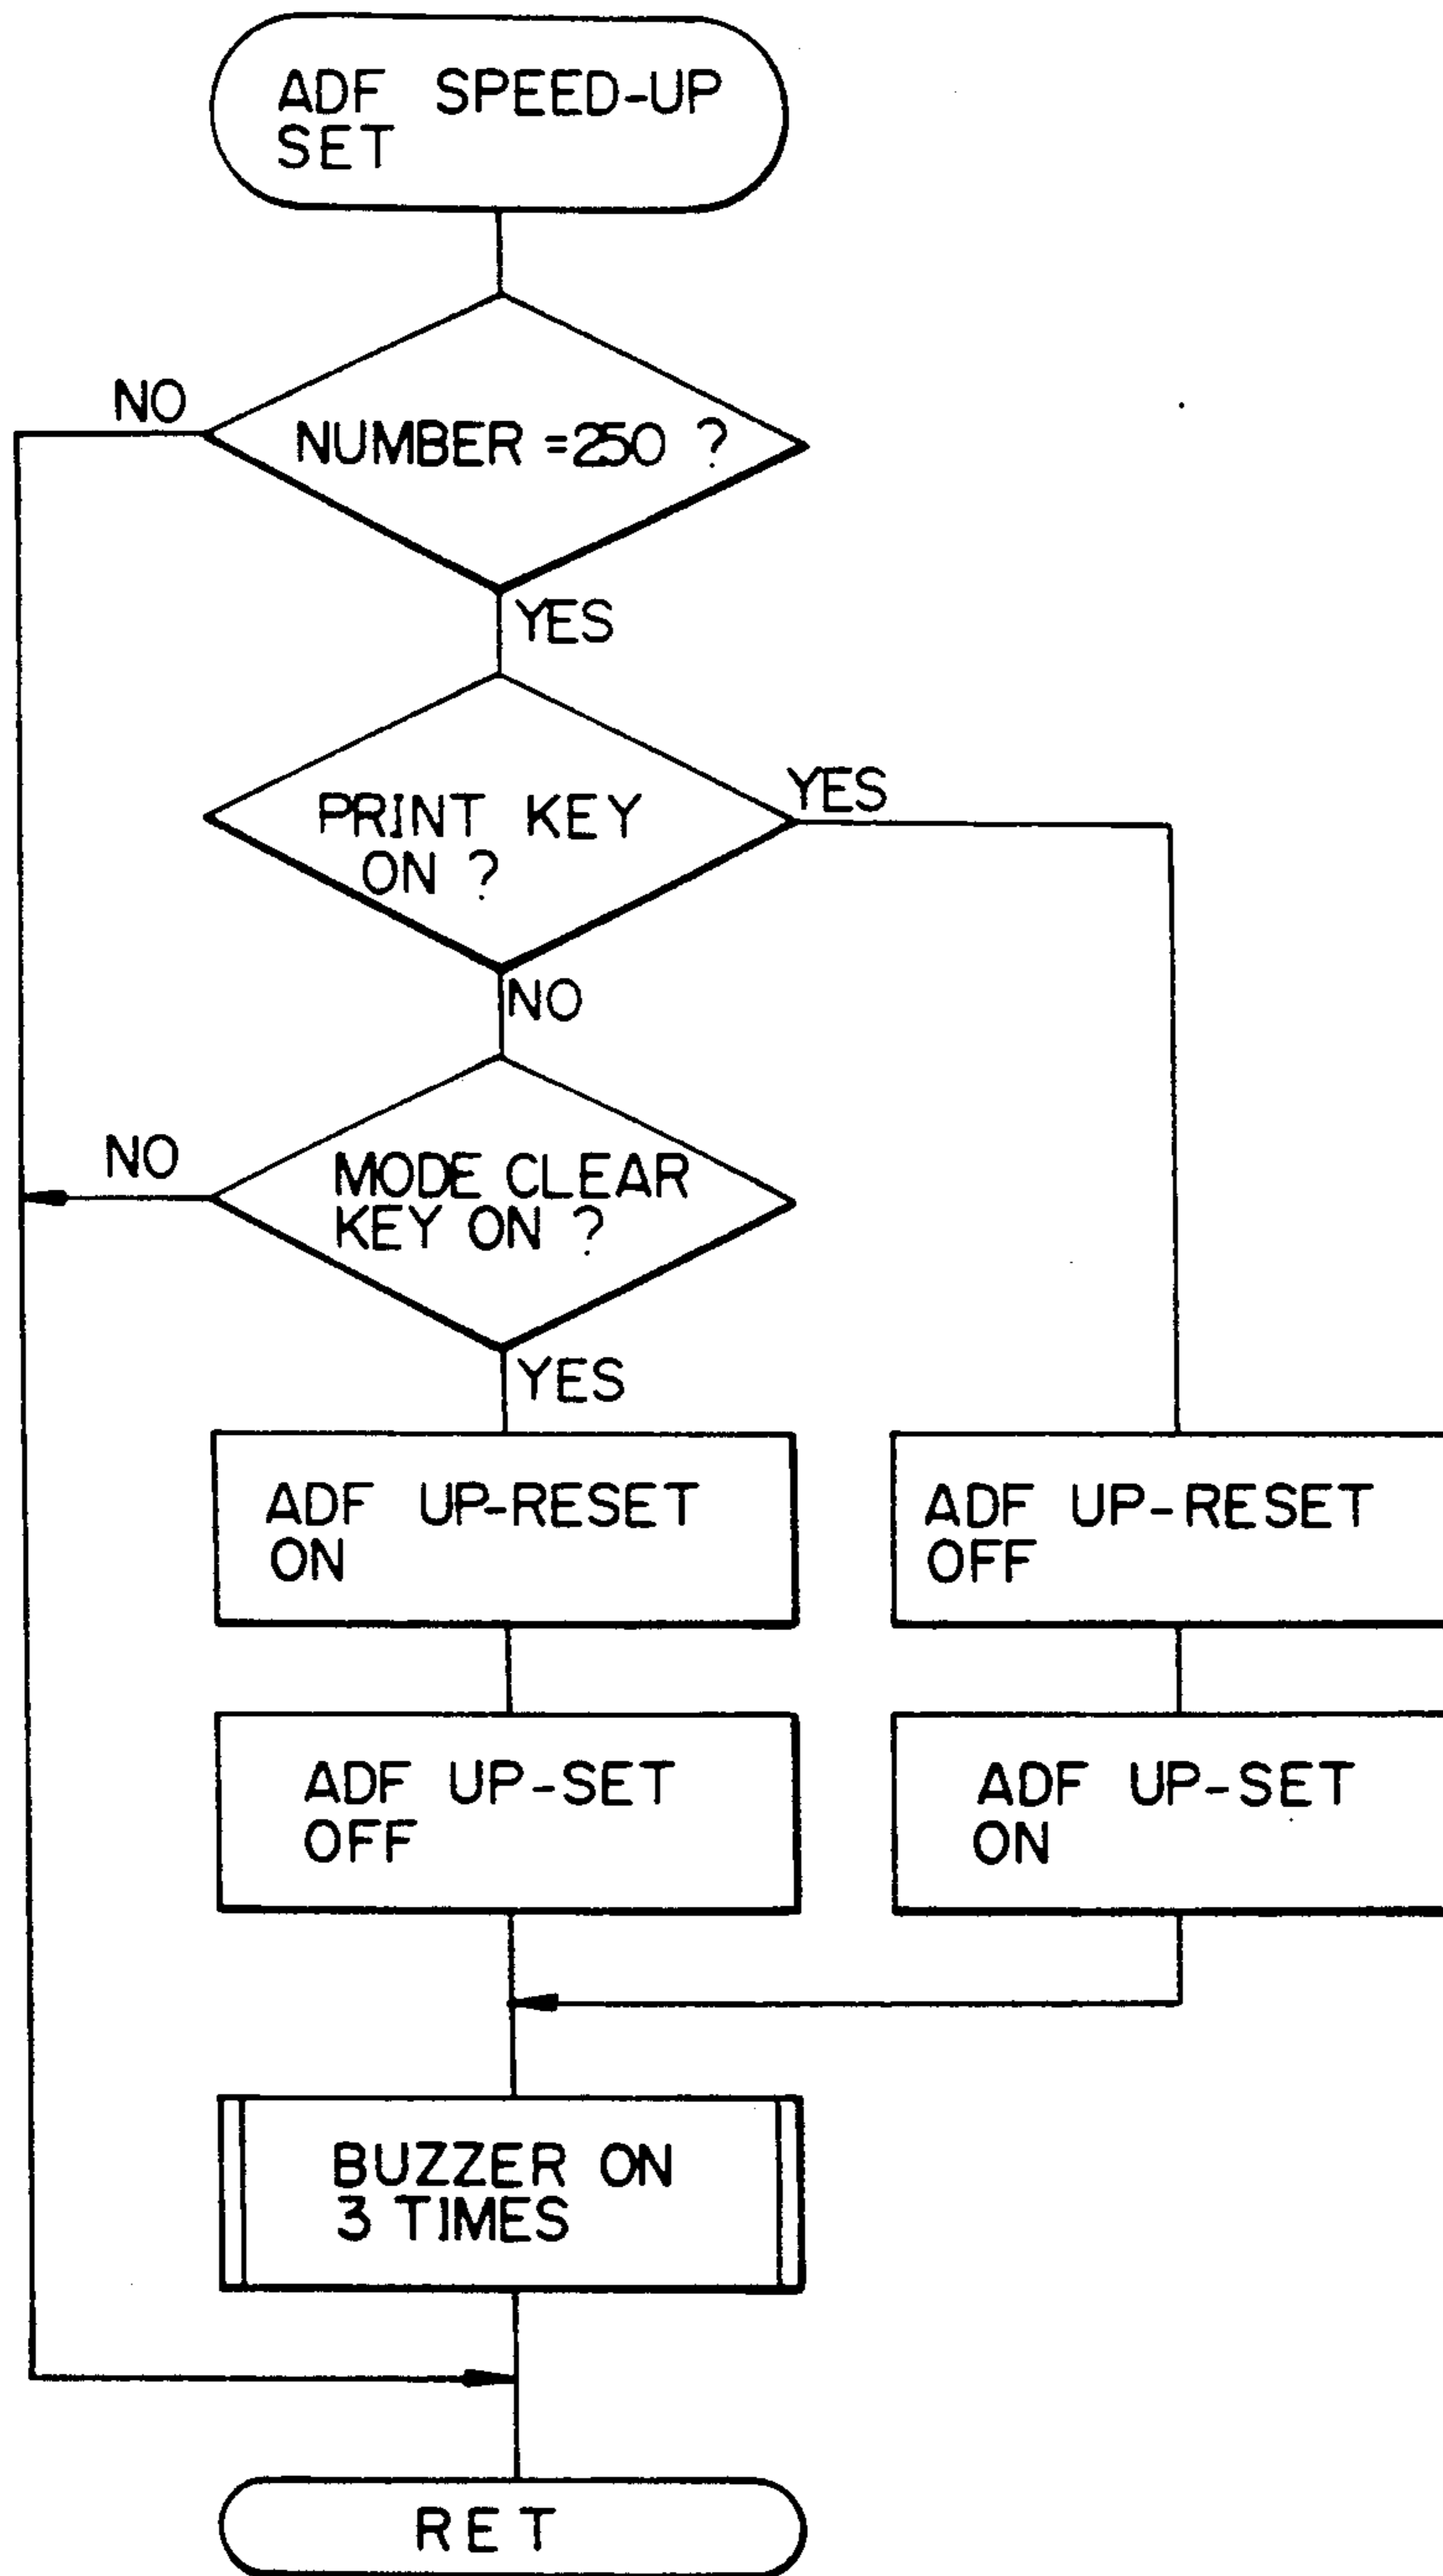 ADF SPEED-UP
SET
NO
NUMBER =250 ?
YES
PRINT KEY
ON ?
YES
NO
NO
MODE CLEAR
KEY ON ?
YES
ADF UP-RESET
ON
ADF UP-RESET
OFF
ADF UP-SET
OFF
ADF UP-SET
ON
BUZZER ON
3 TIMES
RET